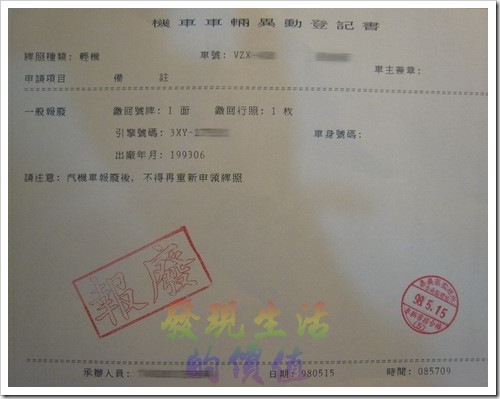 機車車輛異動登記書
牌照種類: 輕機 車號: VZX- 車主簽章:
申請項目 備 註
一般報廢 繳回號牌: 1 面 繳回行照: 1 枚
引擎號碼: 3XY- 車身號碼:
出廠年月: 199306
請注意: 汽機車報廢後, 不得再重新申領牌照
報廢
98.5.15
發現生活
的價值
承辦人員: 日期: 980515 時間: 085709